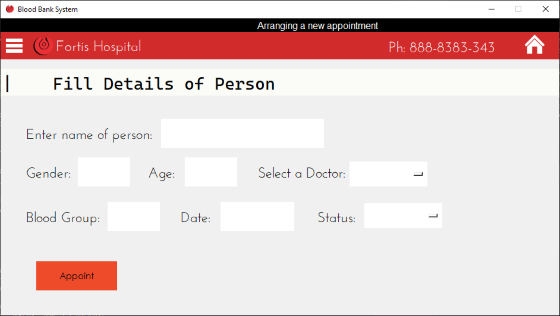 Blood Bank System
Arranging a new appointment
Fortis Hospital Ph: 888-8383-343
Fill Details of Person
Enter name of person:
Gender: Age: Select a Doctor:
Blood Group: Date: Status:
Appoint